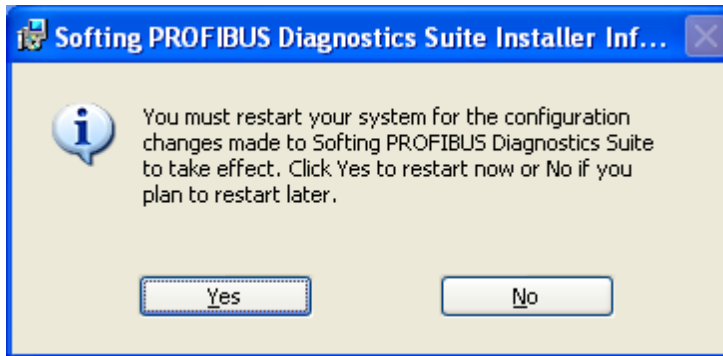 Softing PROFIBUS Diagnostics Suite Installer Inf...
You must restart your system for the configuration
changes made to Softing PROFIBUS Diagnostics Suite
to take effect. Click Yes to restart now or No if you
plan to restart later.
Yes
No